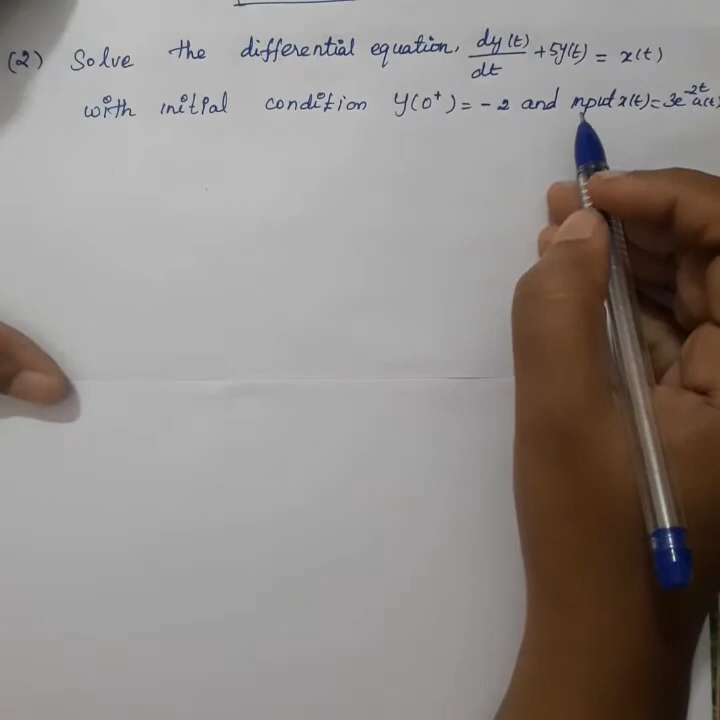 (2) Solve the differential equation, dy(t)/dt + 5y(t) = x(t)
with initial condition y(0⁺) = -2 and input x(t) = 3e^-2t u(t)